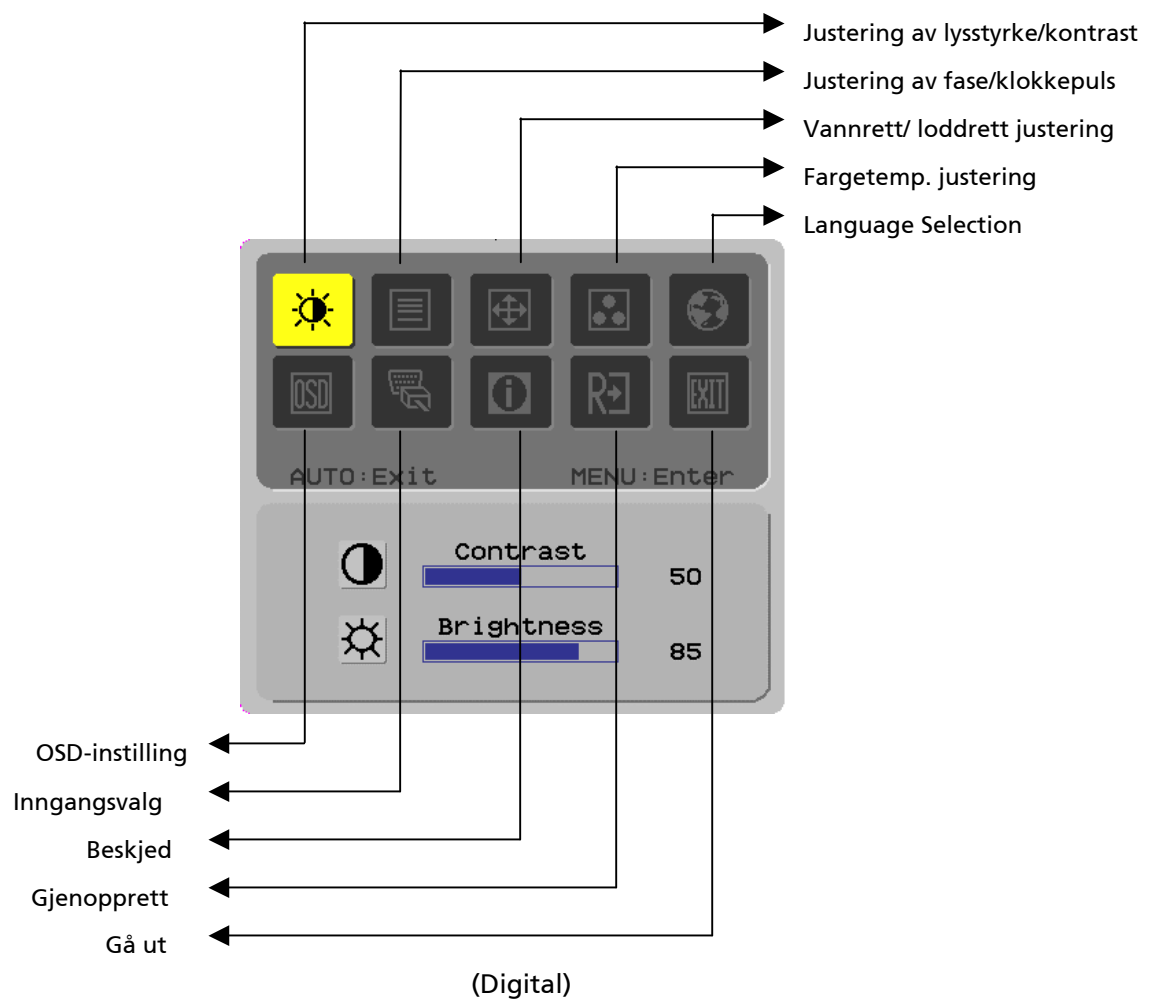 Justering av lysstyrke/kontrast
Justering av fase/klokkepuls
Vannrett/ loddrett justering
Fargetemp. justering
Language Selection
OSD
i
R
EXIT
AUTO:Exit MENU:Enter
Contrast
50
Brightness
85
OSD-instilling
Inngangsvalg
Beskjed
Gjenopprett
Gå ut
(Digital)